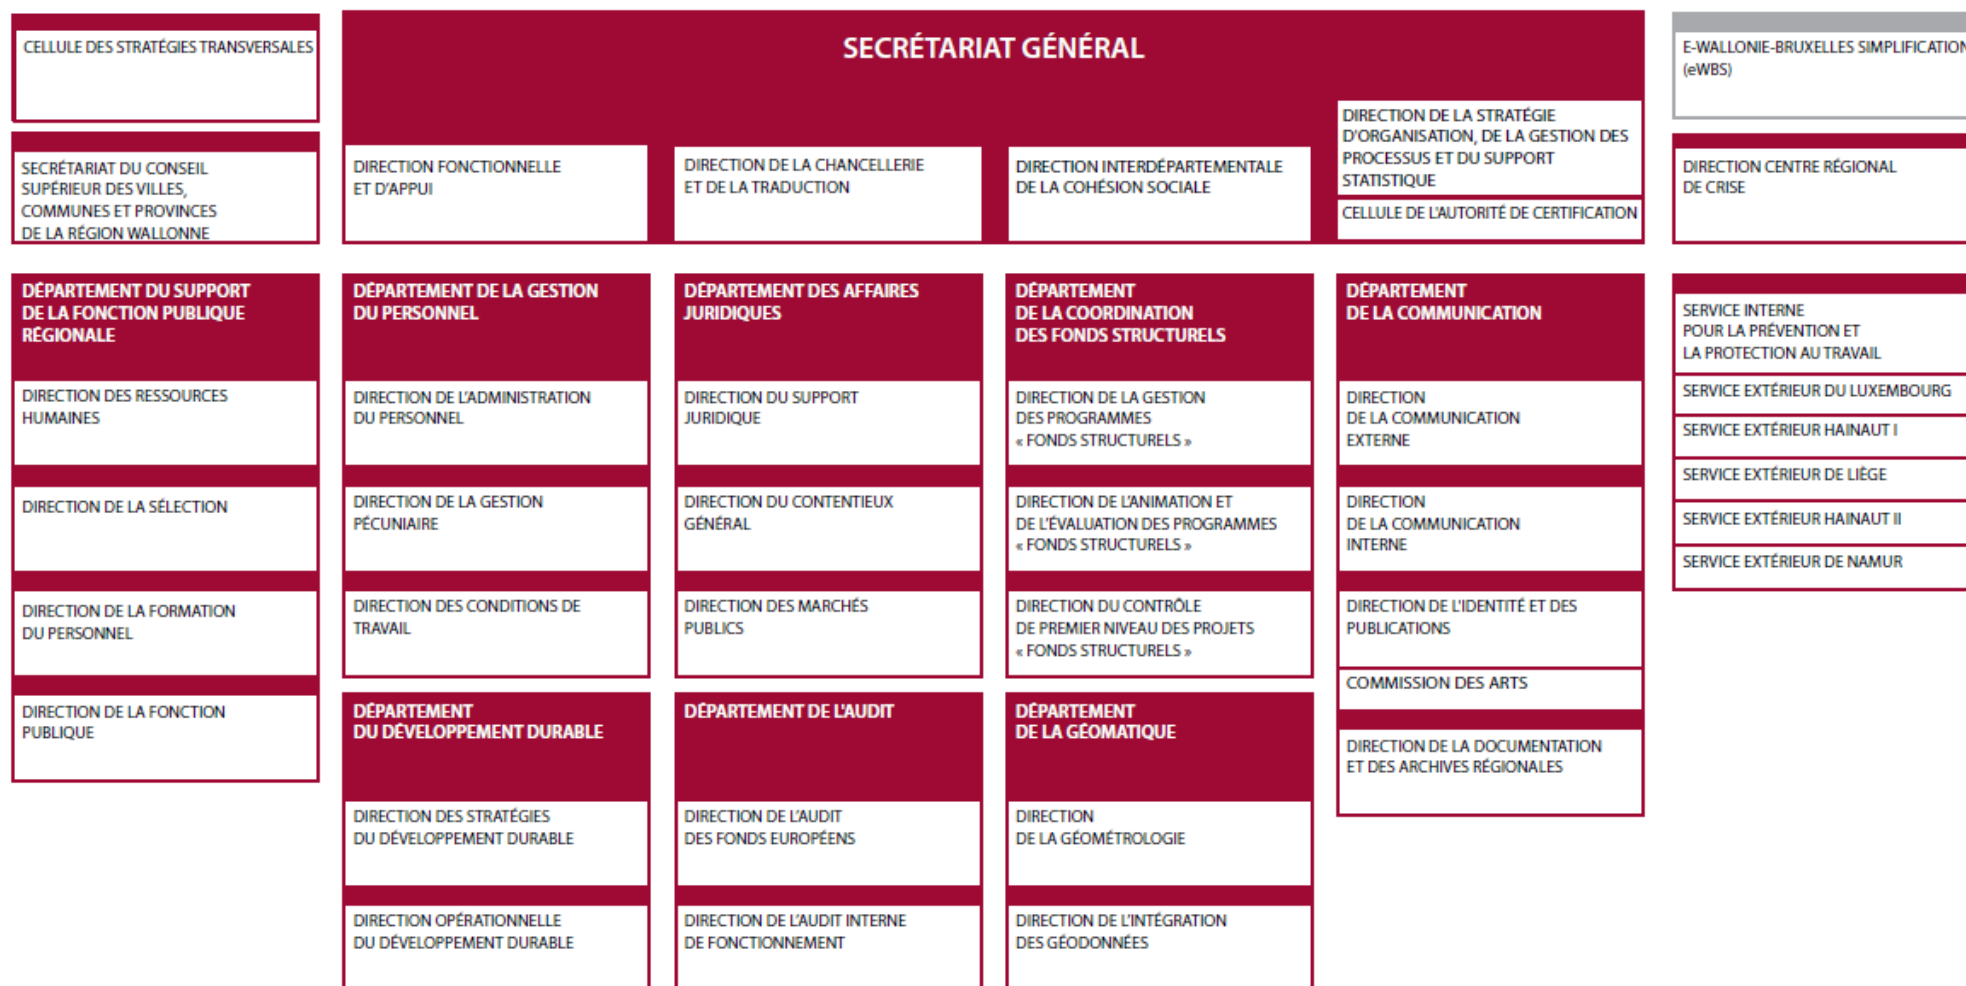 CELLULE DES STRATÉGIES TRANSVERSALES
SECRÉTARIAT DU CONSEIL
SUPÉRIEUR DES VILLES,
COMMUNES ET PROVINCES
DE LA RÉGION WALLONNE
SECRÉTARIAT GÉNÉRAL
DIRECTION FONCTIONNELLE
ET D'APPUI
DIRECTION DE LA CHANCELLERIE
ET DE LA TRADUCTION
DIRECTION INTERDÉPARTEMENTALE
DE LA COHÉSION SOCIALE
DIRECTION DE LA STRATÉGIE
D'ORGANISATION, DE LA GESTION DES
PROCESSUS ET DU SUPPORT
STATISTIQUE
CELLULE DE L'AUTORITÉ DE CERTIFICATION
E-WALLONIE-BRUXELLES SIMPLIFICATION
(eWBS)
DIRECTION CENTRE RÉGIONAL
DE CRISE
DÉPARTEMENT DU SUPPORT
DE LA FONCTION PUBLIQUE
RÉGIONALE
DIRECTION DES RESSOURCES
HUMAINES
DIRECTION DE LA SÉLECTION
DIRECTION DE LA FORMATION
DU PERSONNEL
DIRECTION DE LA FONCTION
PUBLIQUE
DÉPARTEMENT DE LA GESTION
DU PERSONNEL
DIRECTION DE L'ADMINISTRATION
DU PERSONNEL
DIRECTION DE LA GESTION
PÉCUNIAIRE
DIRECTION DES CONDITIONS DE
TRAVAIL
DÉPARTEMENT
DU DÉVELOPPEMENT DURABLE
DIRECTION DES STRATÉGIES
DU DÉVELOPPEMENT DURABLE
DIRECTION OPÉRATIONNELLE
DU DÉVELOPPEMENT DURABLE
DÉPARTEMENT DES AFFAIRES
JURIDIQUES
DIRECTION DU SUPPORT
JURIDIQUE
DIRECTION DU CONTENTIEUX
GÉNÉRAL
DIRECTION DES MARCHÉS
PUBLICS
DÉPARTEMENT DE L'AUDIT
DIRECTION DE L'AUDIT
DES FONDS EUROPÉENS
DIRECTION DE L'AUDIT INTERNE
DE FONCTIONNEMENT
DÉPARTEMENT
DE LA COORDINATION
DES FONDS STRUCTURELS
DIRECTION DE LA GESTION
DES PROGRAMMES
« FONDS STRUCTURELS »
DIRECTION DE L'ANIMATION ET
DE L'ÉVALUATION DES PROGRAMMES
« FONDS STRUCTURELS »
DIRECTION DU CONTRÔLE
DE PREMIER NIVEAU DES PROJETS
« FONDS STRUCTURELS »
DÉPARTEMENT
DE LA GÉOMATIQUE
DIRECTION
DE LA GÉOMÉTROLOGIE
DIRECTION DE L'INTÉGRATION
DES GÉODONNÉES
DÉPARTEMENT
DE LA COMMUNICATION
DIRECTION
DE LA COMMUNICATION
EXTERNE
DIRECTION
DE LA COMMUNICATION
INTERNE
DIRECTION DE L'IDENTITÉ ET DES
PUBLICATIONS
COMMISSION DES ARTS
DIRECTION DE LA DOCUMENTATION
ET DES ARCHIVES RÉGIONALES
SERVICE INTERNE
POUR LA PRÉVENTION ET
LA PROTECTION AU TRAVAIL
SERVICE EXTÉRIEUR DU LUXEMBOURG
SERVICE EXTÉRIEUR HAINAUT I
SERVICE EXTÉRIEUR DE LIÈGE
SERVICE EXTÉRIEUR HAINAUT II
SERVICE EXTÉRIEUR DE NAMUR